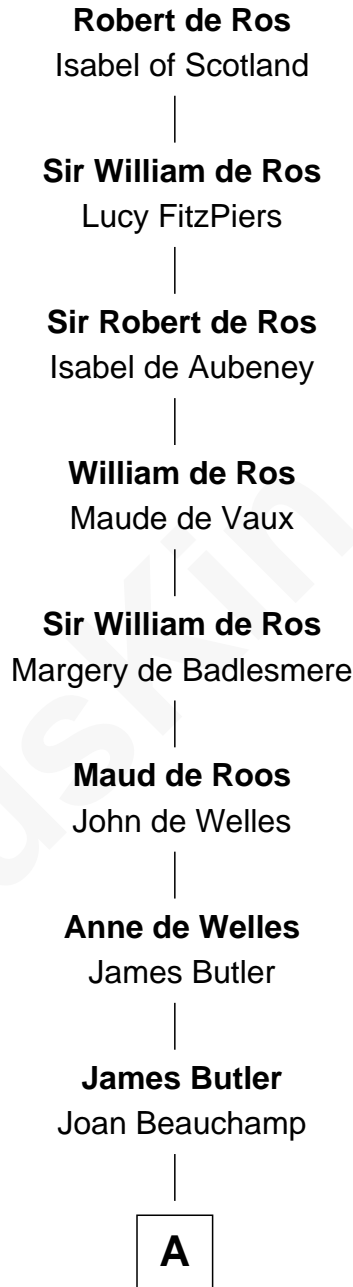 Robert de Ros
Isabel of Scotland
Sir William de Ros
Lucy FitzPiers
Sir Robert de Ros
Isabel de Aubeney
William de Ros
Maude de Vaux
Sir William de Ros
Margery de Badlesmere
Maud de Roos
John de Welles
Anne de Welles
James Butler
James Butler
Joan Beauchamp
A